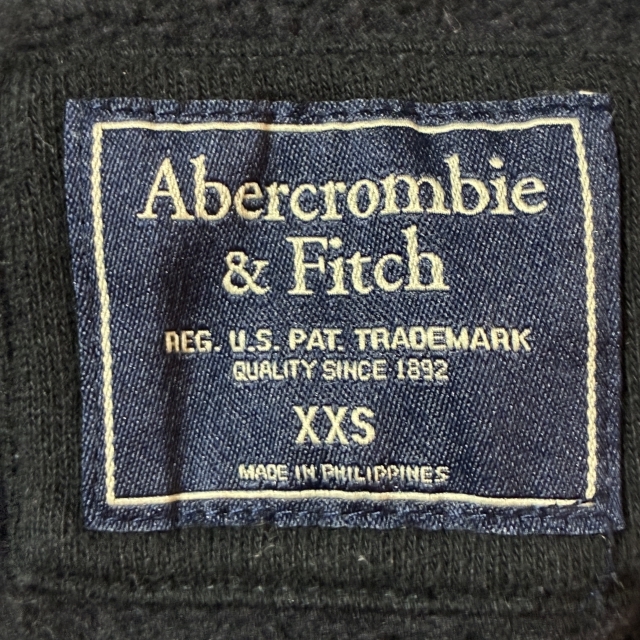 Abercrombie
& Fitch
REG. U.S. PAT. TRADEMARK
QUALITY SINCE 1892
XXS
MADE IN PHILIPPINES